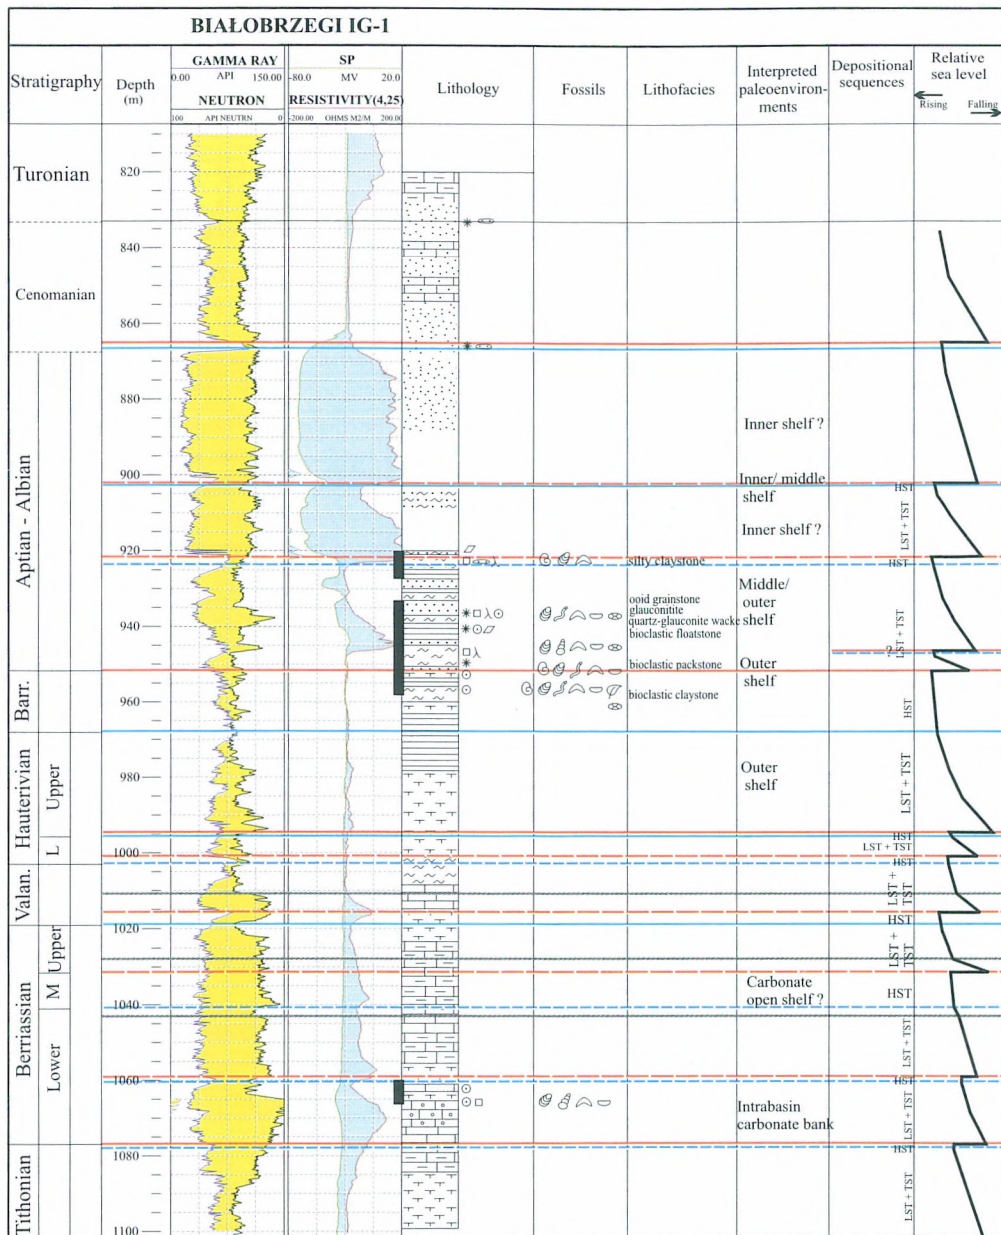 BIAŁOBRZEGI IG-1
Stratigraphy
Depth
(m)
GAMMA RAY
0.00 API 150.00
NEUTRON
API NEUTRN 0
SP
-80.0 MV 20.0
RESISTIVITY(4,25)
-200.00 OHMS M2/M 200.00
Lithology
Fossils
Lithofacies
Interpreted
paleoenviron-
ments
Depositional
sequences
Relative
sea level
Rising Falling
Turonian
820
840
Cenomanian
860
880
Inner shelf ?
900
Inner/ middle
shelf
HST
Aptian - Albian
Inner shelf ?
LST + TST
920
silty claystone
HST
Middle/
outer
shelf
ooid grainstone
glauconitite
quartz-glauconite wacke
bioclastic floatstone
940
LST + TST
?
Outer
shelf
bioclastic packstone
bioclastic claystone
Barr.
960
HST
Hauterivian
Upper
980
Outer
shelf
LST + TST
L
1000
HST
LST + TST
HST
Valan.
LST +
TST
HST
1020
Berriassian
Upper
LST +
TST
M
1040
Carbonate
open shelf ?
HST
Lower
LST + TST
1060
HST
Intrabasin
carbonate bank
LST + TST
HST
Tithonian
1080
LST + TST
1100